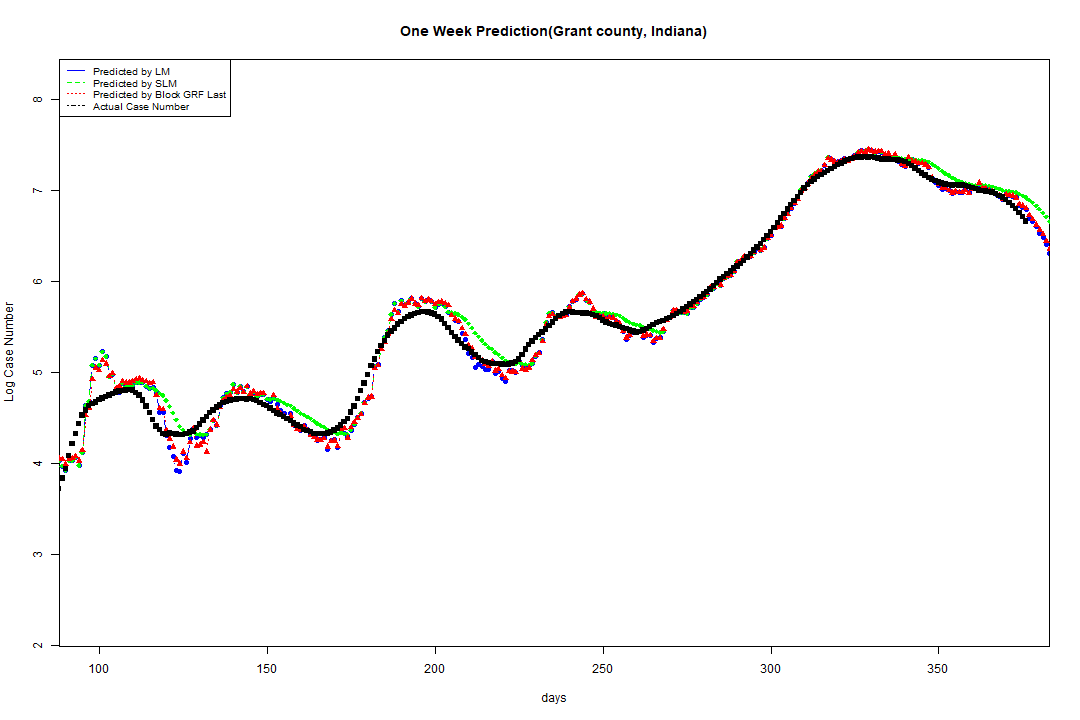 One Week Prediction(Grant county, Indiana)
Predicted by LM
Predicted by SLM
Predicted by Block GRF Last
Actual Case Number
8
7
6
5
4
3
2
Log Case Number
100 150 200 250 300 350
days